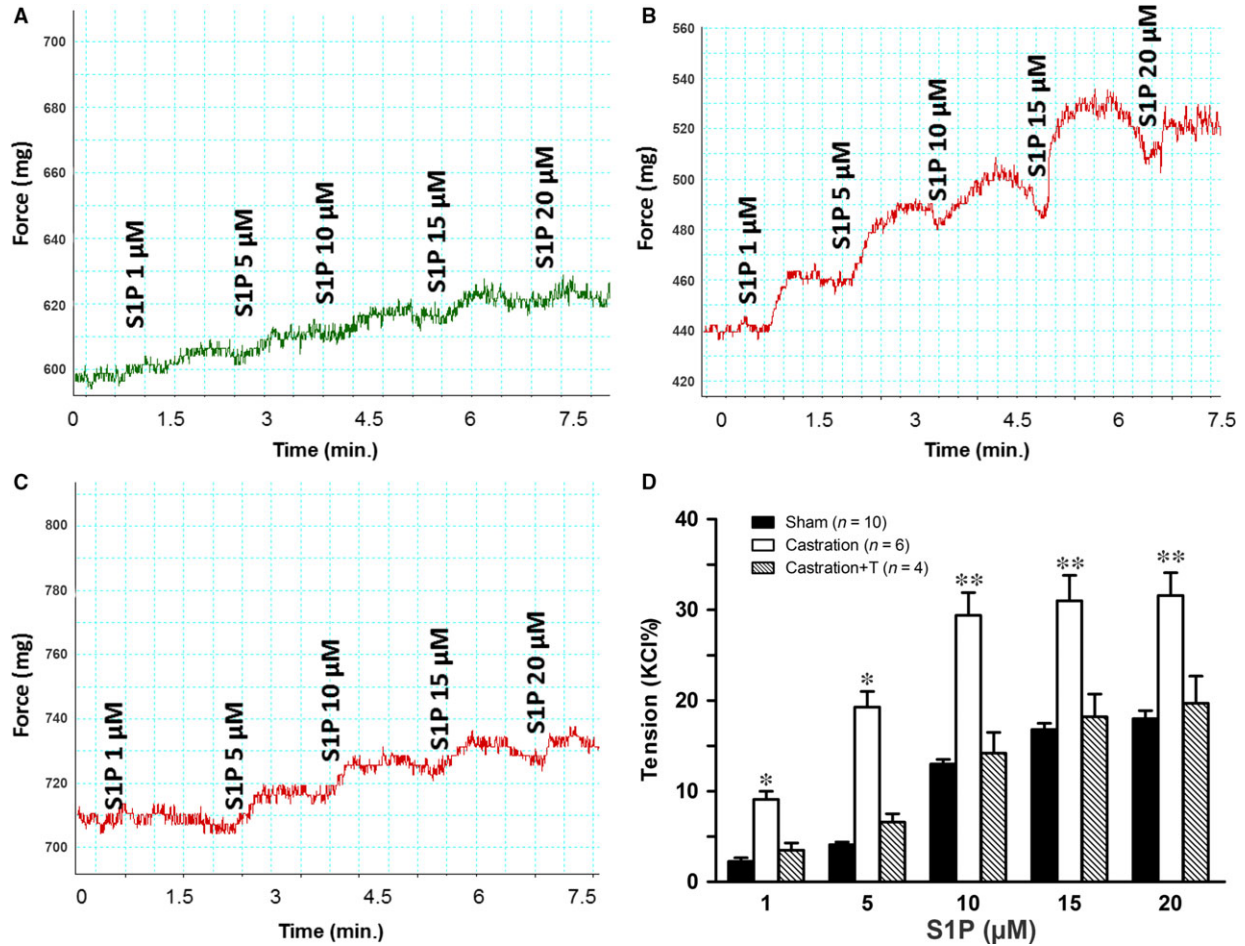 A
700
680
660
640
620
600
Force (mg)
S1P 1 µM
S1P 5 µM
S1P 10 µM
S1P 15 µM
S1P 20 µM
0 1.5 3 4.5 6 7.5
Time (min.)
B
560
540
520
500
480
460
440
420
Force (mg)
S1P 1 µM
S1P 5 µM
S1P 10 µM
S1P 15 µM
S1P 20 µM
0 1.5 3 4.5 6 7.5
Time (min.)
C
800
780
760
740
720
700
Force (mg)
S1P 1 µM
S1P 5 µM
S1P 10 µM
S1P 15 µM
S1P 20 µM
0 1.5 3 4.5 6 7.5
Time (min.)
D
Sham (n = 10)
Castration (n = 6)
Castration+T (n = 4)
40
30
20
10
0
Tension (KCl%)
* * ** ** **
1 5 10 15 20
S1P (µM)